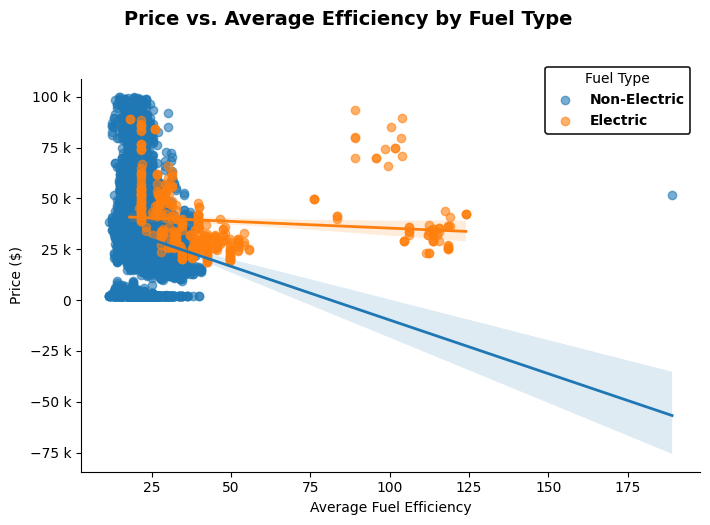 Price vs. Average Efficiency by Fuel Type
Fuel Type
Non-Electric
Electric
100 k
75 k
50 k
25 k
0
−25 k
−50 k
−75 k
Price ($)
25
50
75
100
125
150
175
Average Fuel Efficiency